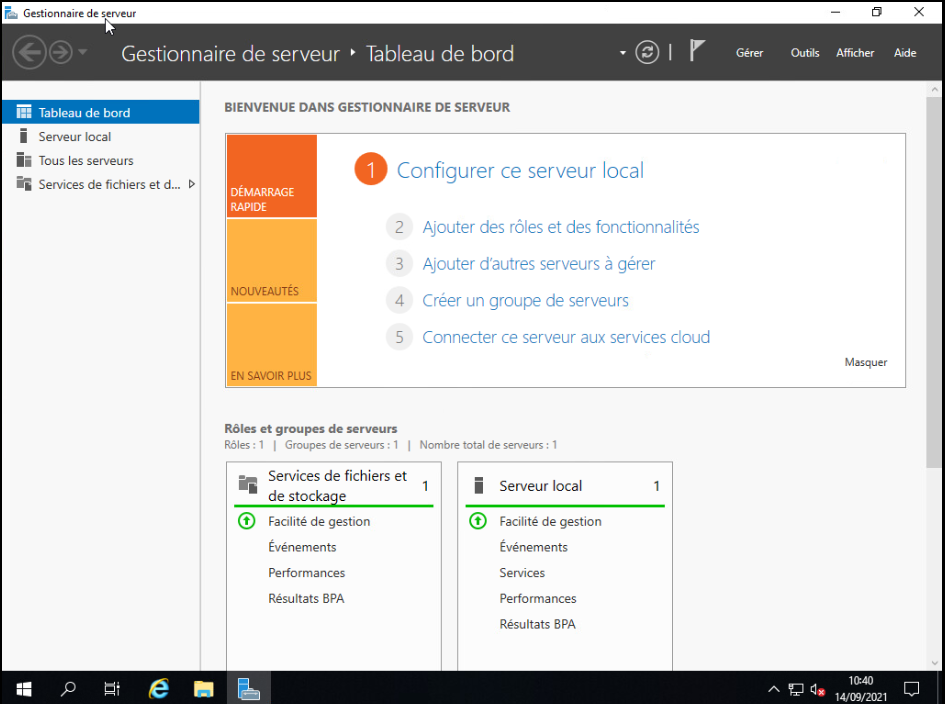 Gestionnaire de serveur
Gestionnaire de serveur • Tableau de bord
Gérer Outils Afficher Aide
Tableau de bord
Serveur local
Tous les serveurs
Services de fichiers et d...
BIENVENUE DANS GESTIONNAIRE DE SERVEUR
DÉMARRAGE
RAPIDE
NOUVEAUTÉS
EN SAVOIR PLUS
1 Configurer ce serveur local
2 Ajouter des rôles et des fonctionnalités
3 Ajouter d'autres serveurs à gérer
4 Créer un groupe de serveurs
5 Connecter ce serveur aux services cloud
Masquer
Rôles et groupes de serveurs
Rôles : 1 | Groupes de serveurs : 1 | Nombre total de serveurs : 1
Services de fichiers et
de stockage
1
Facilité de gestion
Événements
Performances
Résultats BPA
Serveur local 1
Facilité de gestion
Événements
Services
Performances
Résultats BPA
10:40
14/09/2021